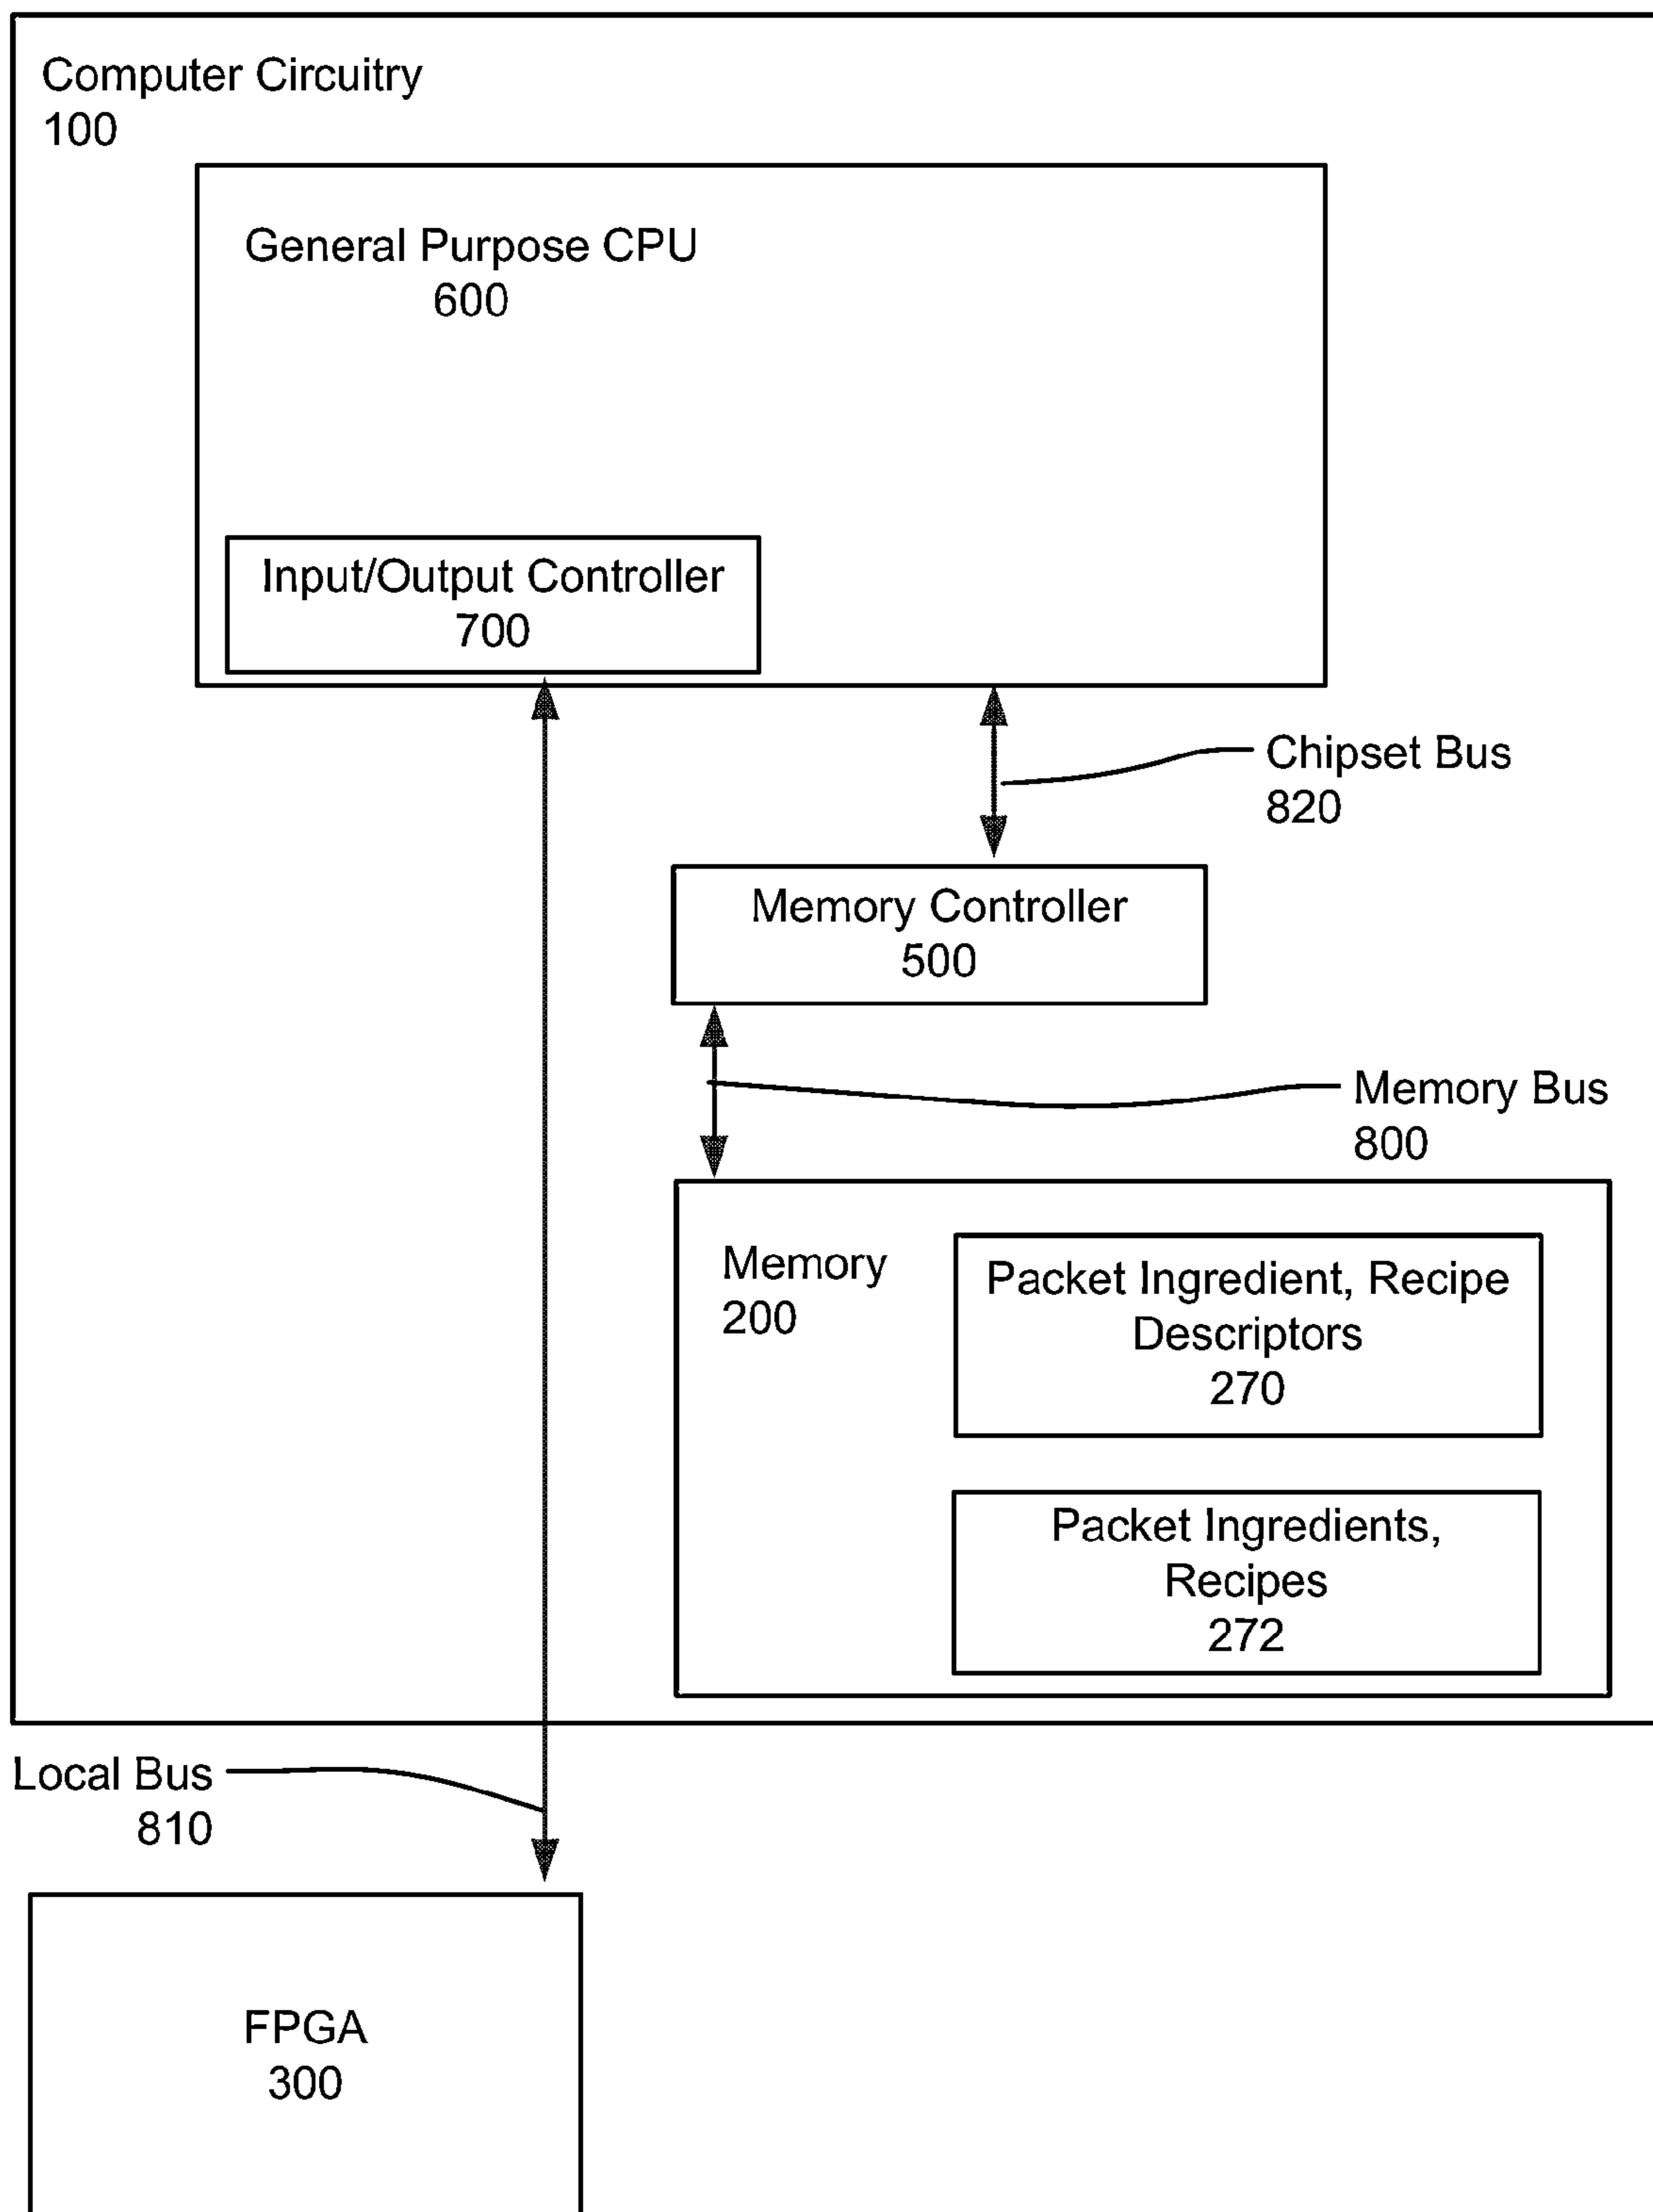 Computer Circuitry
100
General Purpose CPU
600
Input/Output Controller
700
Chipset Bus
820
Memory Controller
500
Memory Bus
800
Memory
200
Packet Ingredient, Recipe
Descriptors
270
Packet Ingredients,
Recipes
272
Local Bus
810
FPGA
300